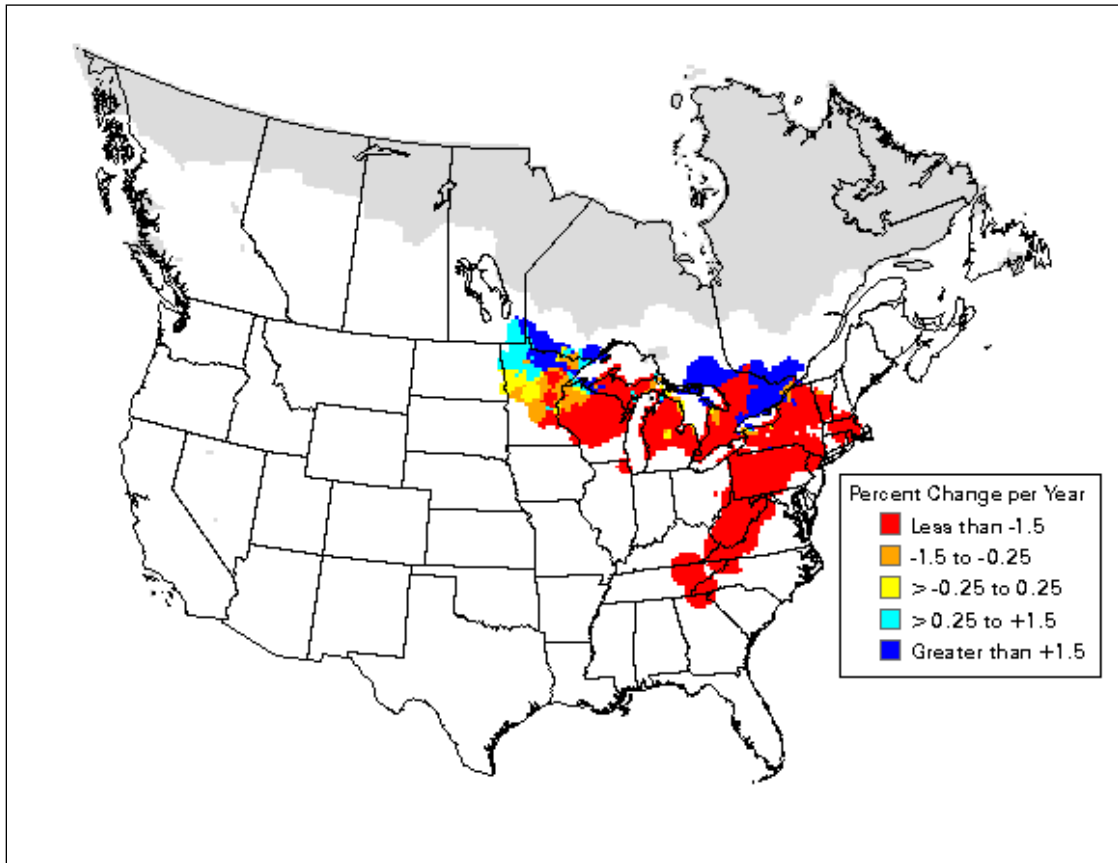 Percent Change per Year
Less than -1.5
-1.5 to -0.25
> -0.25 to 0.25
> 0.25 to +1.5
Greater than +1.5